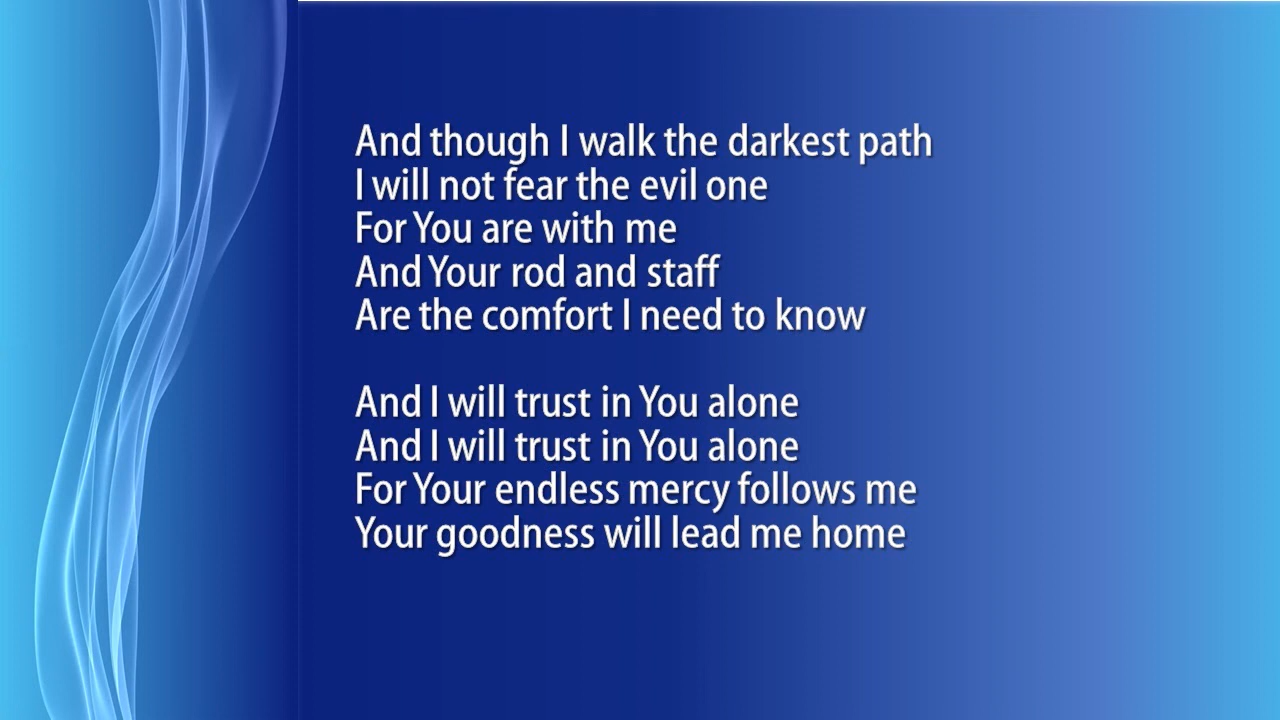 And though I walk the darkest path
I will not fear the evil one
For You are with me
And Your rod and staff
Are the comfort I need to know
And I will trust in You alone
And I will trust in You alone
For Your endless mercy follows me
Your goodness will lead me home